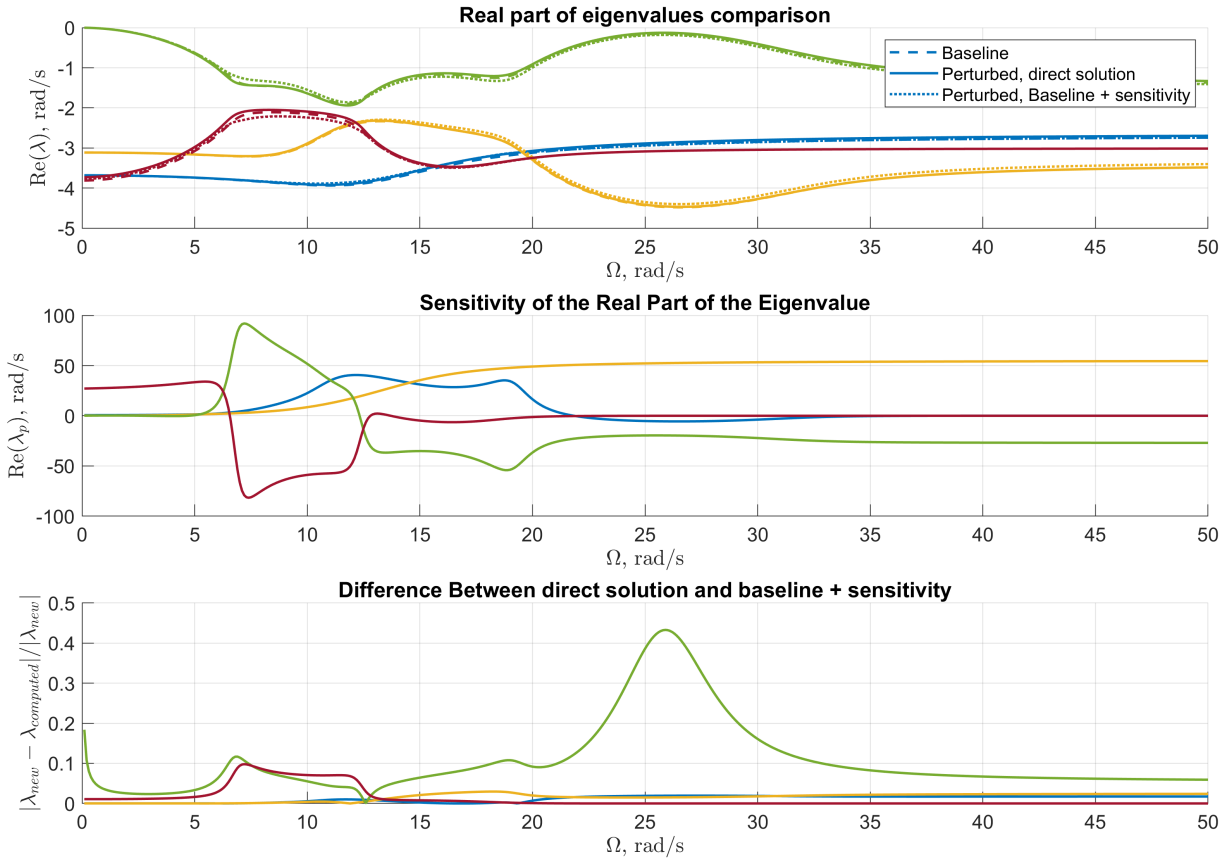 Real part of eigenvalues comparison
0
-1
-2
-3
-4
-5
Re(λ), rad/s
Baseline
Perturbed, direct solution
Perturbed, Baseline + sensitivity
0 5 10 15 20 25 30 35 40 45 50
Ω, rad/s
Sensitivity of the Real Part of the Eigenvalue
100
50
0
-50
-100
Re(λ_p), rad/s
0 5 10 15 20 25 30 35 40 45 50
Ω, rad/s
Difference Between direct solution and baseline + sensitivity
0.5
0.4
0.3
0.2
0.1
0
|λ_new − λ_computed|/|λ_new|
0 5 10 15 20 25 30 35 40 45 50
Ω, rad/s